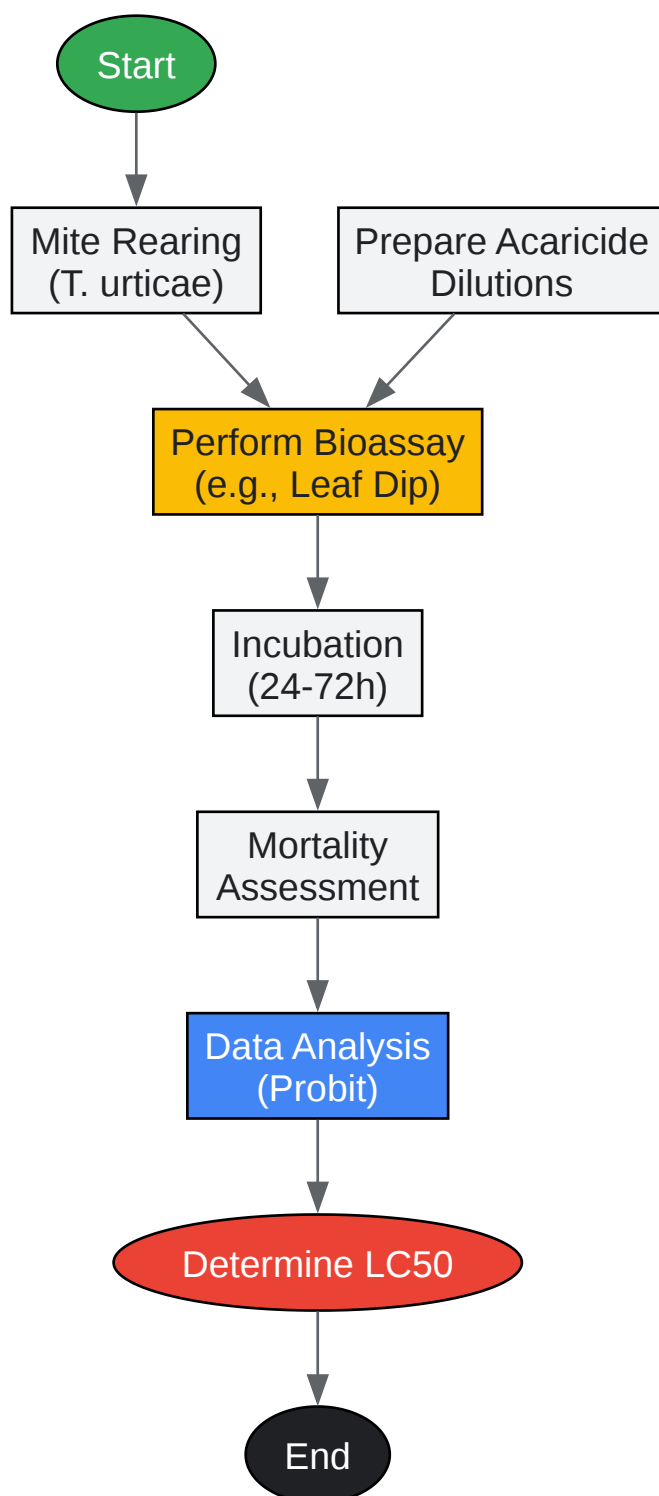 Start
Mite Rearing
(T. urticae)
Prepare Acaricide
Dilutions
Perform Bioassay
(e.g., Leaf Dip)
Incubation
(24-72h)
Mortality
Assessment
Data Analysis
(Probit)
Determine LC50
End